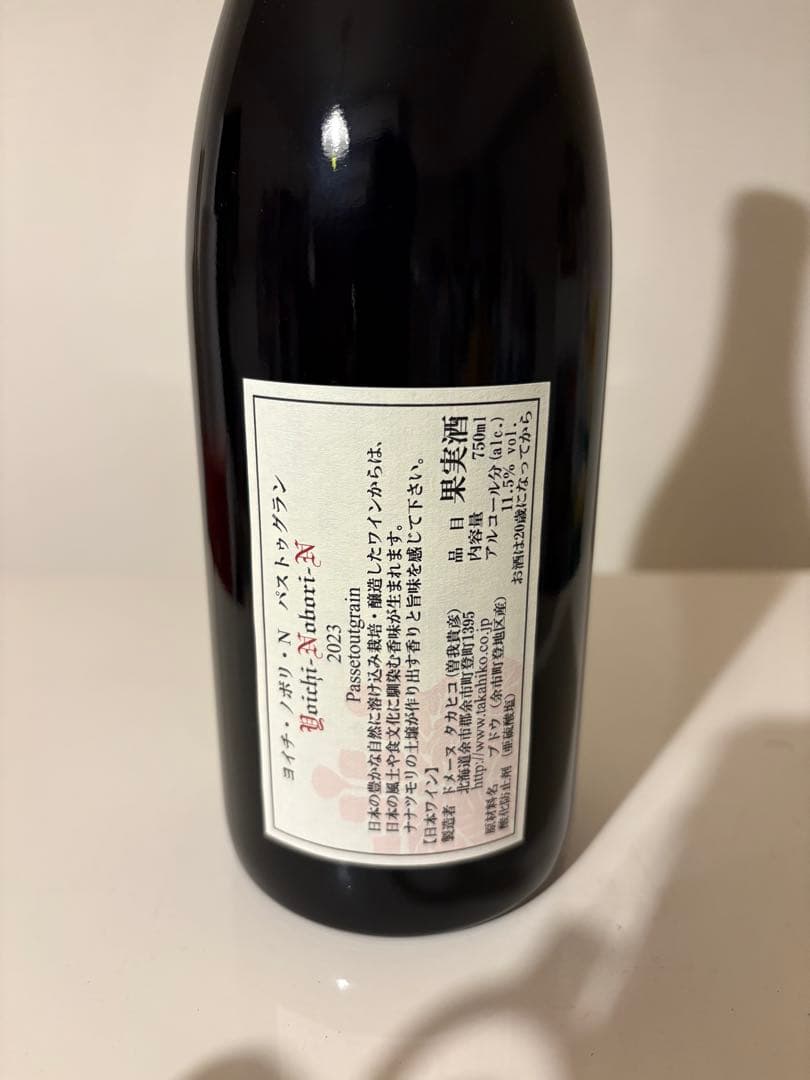 ヨイチ・ノボリ・N パストゥグラン
Yoichi-Nobori-N
2023
Passetoutgrain
日本の豊かな自然に溶け込み栽培・醸造したワインからは、
日本の風土や食文化に馴染む香味が生まれます。
ナナツモリの土壌が作り出す香りと旨味を感じて下さい。
【日本ワイン】
製造者 ドメーヌ タカヒコ (曽我貴彦)
北海道余市郡余市町登町1395
http://www.takahiko.co.jp
原材料名 ブドウ (余市町登地区産)
酸化防止剤 (亜硫酸塩)
品目 果実酒
内容量 750ml
アルコール分 (alc.)
11.5% vol.
お酒は20歳になってから